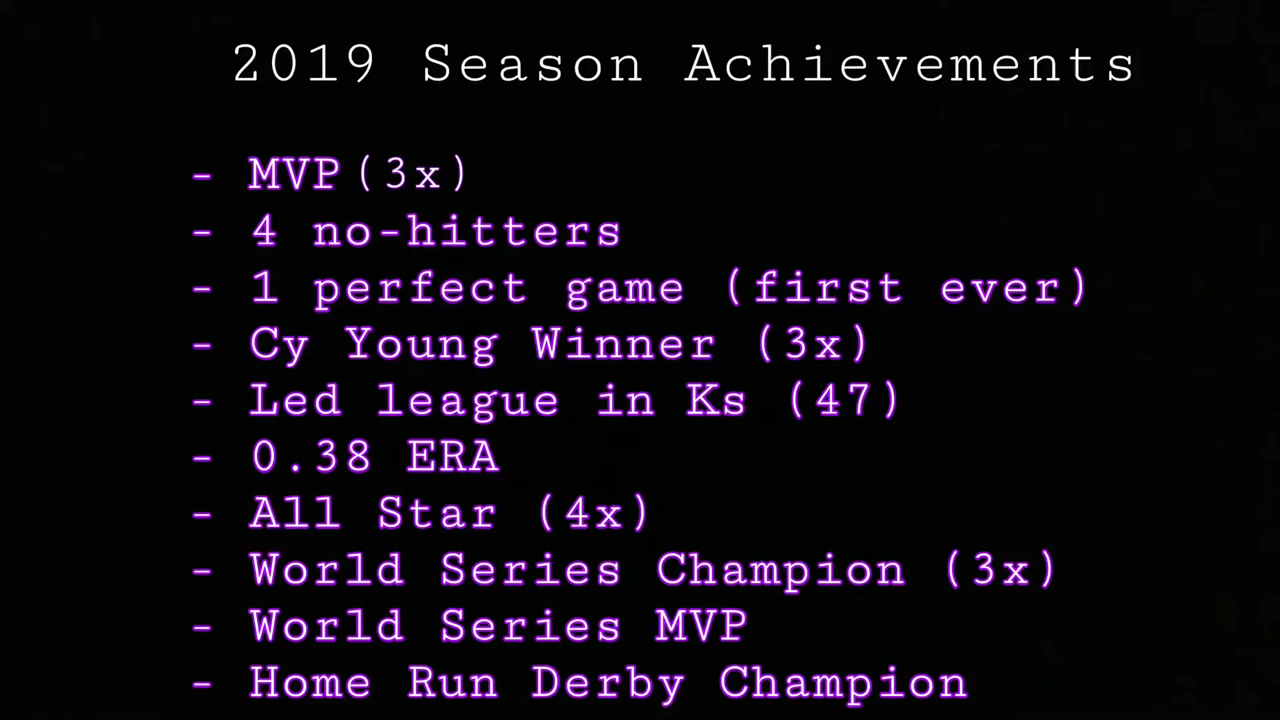 2019 Season Achievements
- MVP (3x)
- 4 no-hitters
- 1 perfect game (first ever)
- Cy Young Winner (3x)
- Led league in Ks (47)
- 0.38 ERA
- All Star (4x)
- World Series Champion (3x)
- World Series MVP
- Home Run Derby Champion